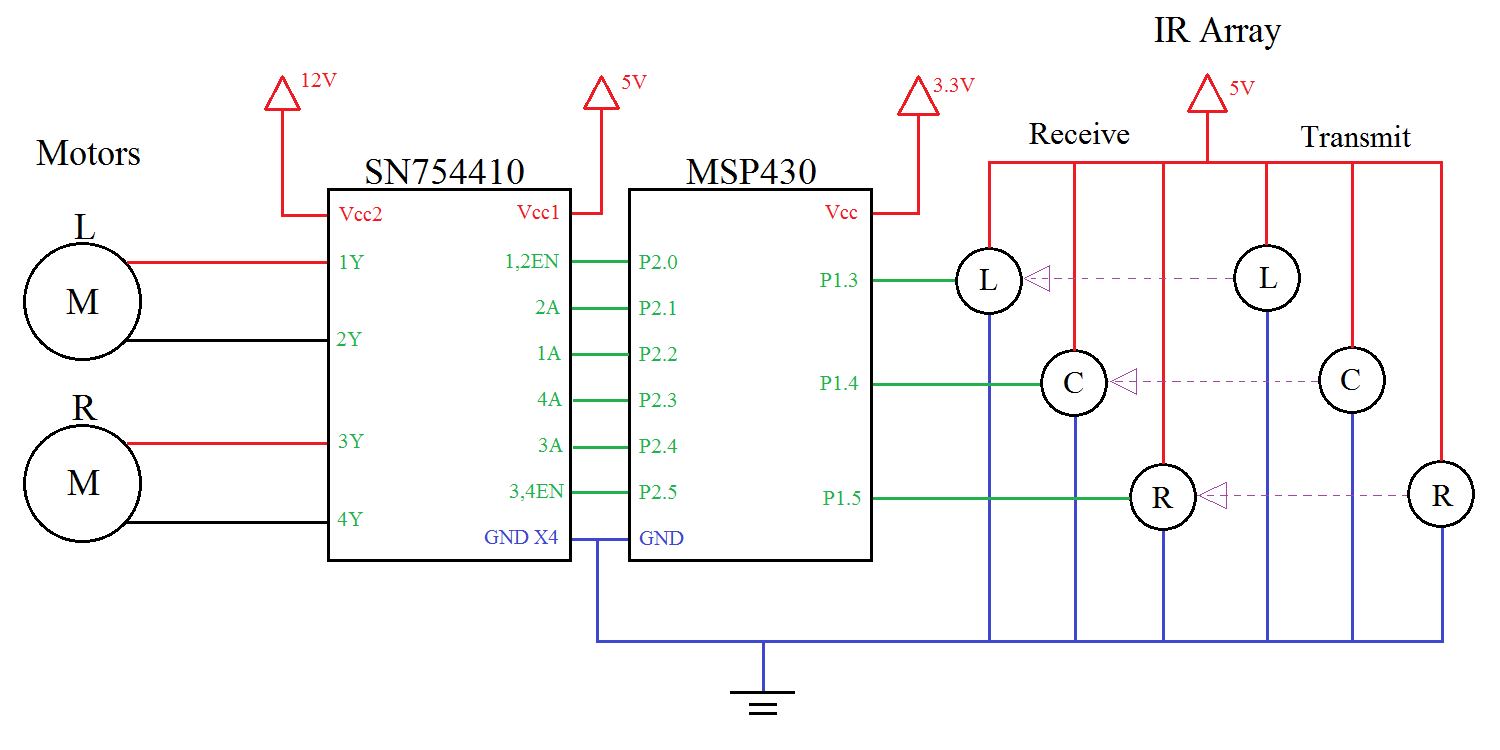 IR Array
12V
5V
3.3V
5V
Receive
Transmit
Motors
SN754410
MSP430
L
M
R
M
Vcc2
Vcc1
1Y
1,2EN
2A
2Y
1A
4A
3Y
3A
3,4EN
4Y
GND X4
Vcc
P2.0
P1.3
P2.1
P2.2
P1.4
P2.3
P2.4
P2.5
P1.5
GND
L
L
C
C
R
R